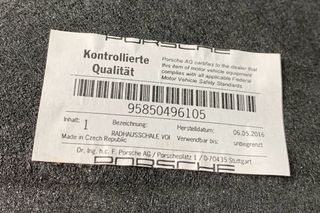 PORSCHE
Kontrollierte
Qualität
Porsche AG certifies to the dealer that
this item of motor vehicle equipment
complies with all applicable Federal
Motor Vehicle Safety Standards.
95850496105
Inhalt: 1 Bezeichnung: Herstelldatum: 06.05.2016
RADHAUSSCHALE VOI Verwendbar bis: unbegrenzt
Made in Czech Republic
Dr. Ing. h.c. F. Porsche AG / Porscheplatz 1 / D-70435 Stuttgart
PORSCHE